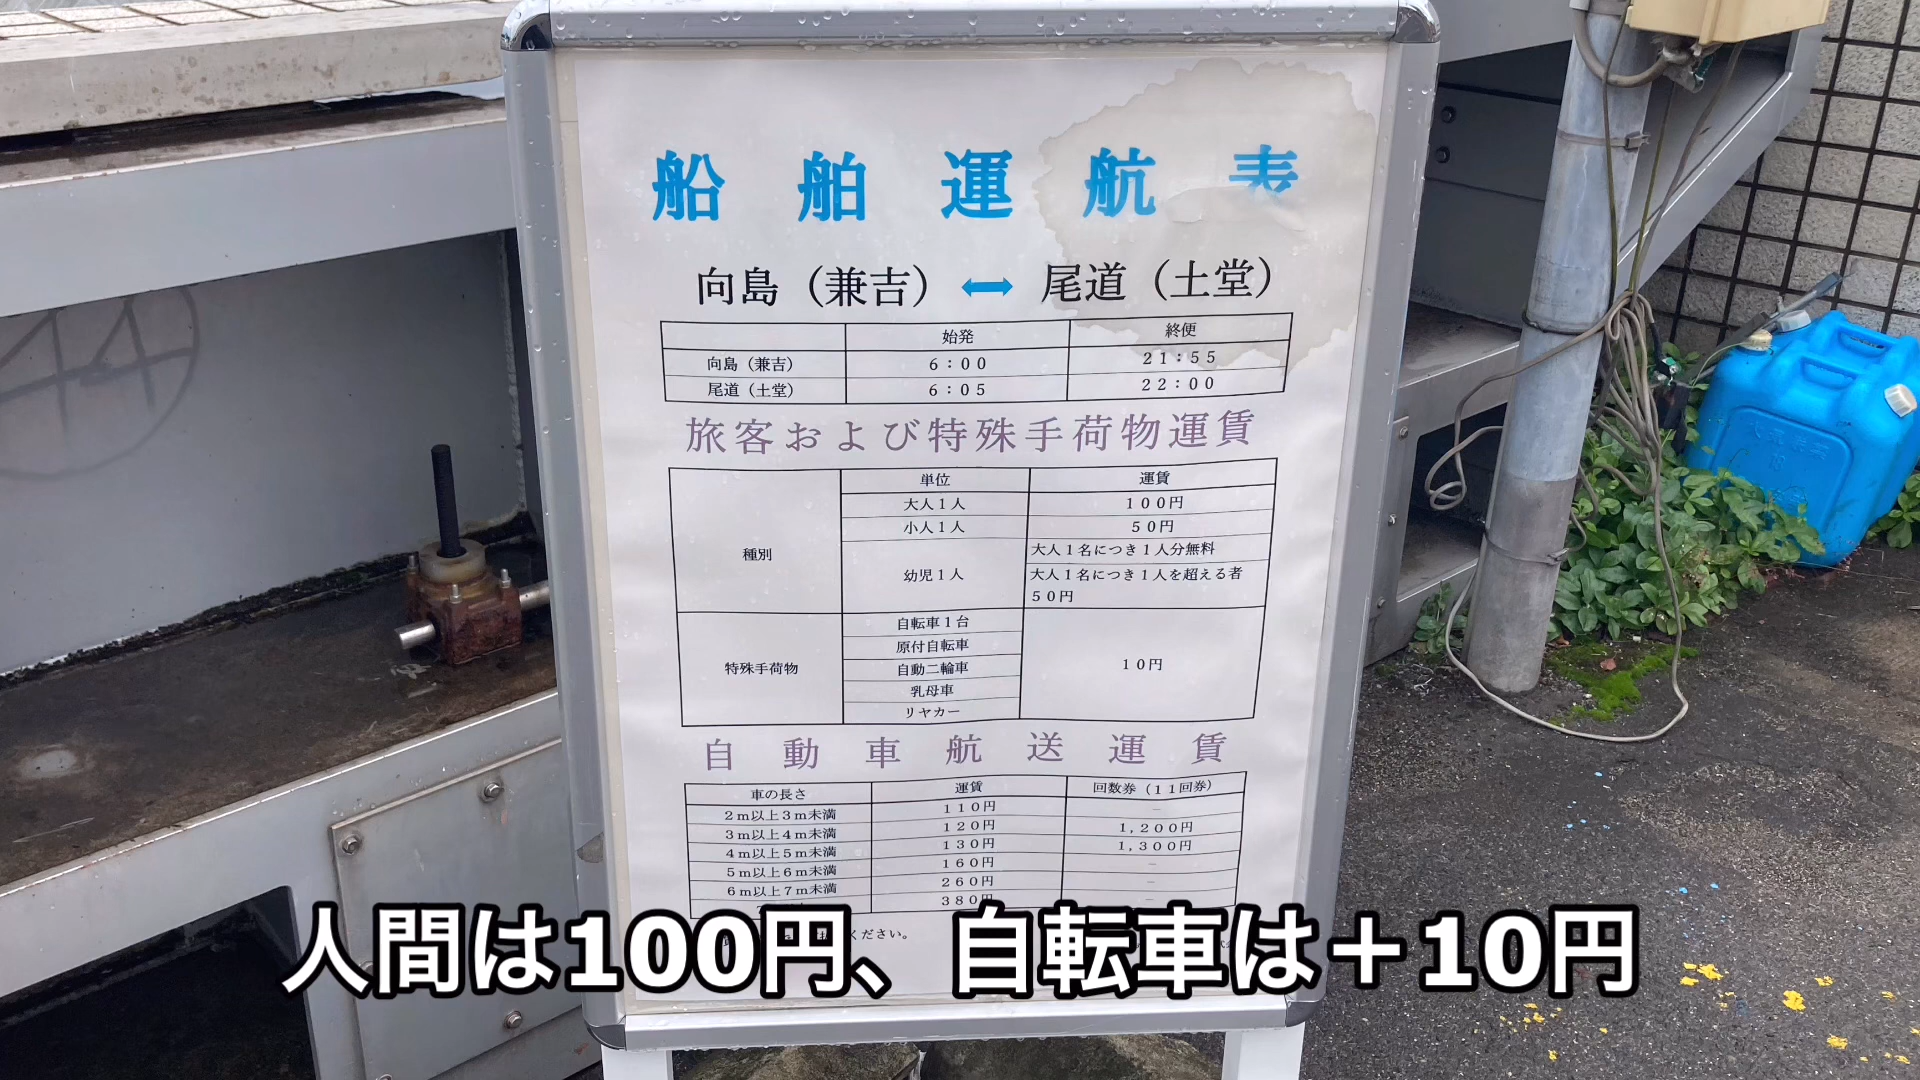 船舶運航表
向島（兼吉） ⟷ 尾道（土堂）
始発 終便
向島（兼吉） 6：00 21：55
尾道（土堂） 6：05 22：00
旅客および特殊手荷物運賃
種別 単位 運賃
大人1人 100円
小人1人 50円
幼児1人 大人1名につき1人分無料
大人1名につき1人を超える者
50円
特殊手荷物 自転車1台 10円
原付自転車
自動二輪車
乳母車
リヤカー
自動車航送運賃
車の長さ 運賃 回数券（11回券）
2m以上3m未満 110円 －
3m以上4m未満 120円 1,200円
4m以上5m未満 130円 1,300円
5m以上6m未満 160円 －
6m以上7m未満 260円 －
380円 －
ください。
人間は100円、自転車は＋10円